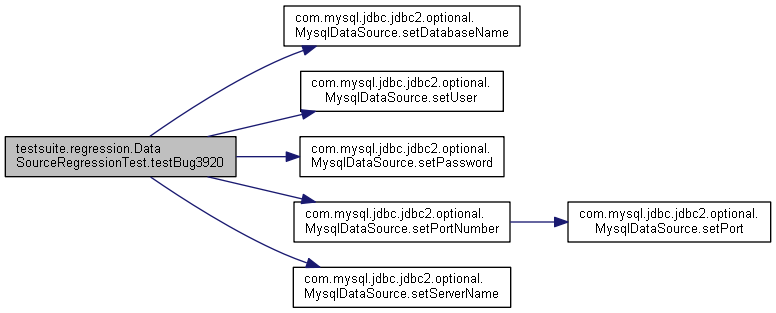 com.mysql.jdbc.jdbc2.optional.
MysqlDataSource.setDatabaseName
com.mysql.jdbc.jdbc2.optional.
MysqlDataSource.setUser
testsuite.regression.Data
SourceRegressionTest.testBug3920
com.mysql.jdbc.jdbc2.optional.
MysqlDataSource.setPassword
com.mysql.jdbc.jdbc2.optional.
MysqlDataSource.setPortNumber
com.mysql.jdbc.jdbc2.optional.
MysqlDataSource.setPort
com.mysql.jdbc.jdbc2.optional.
MysqlDataSource.setServerName